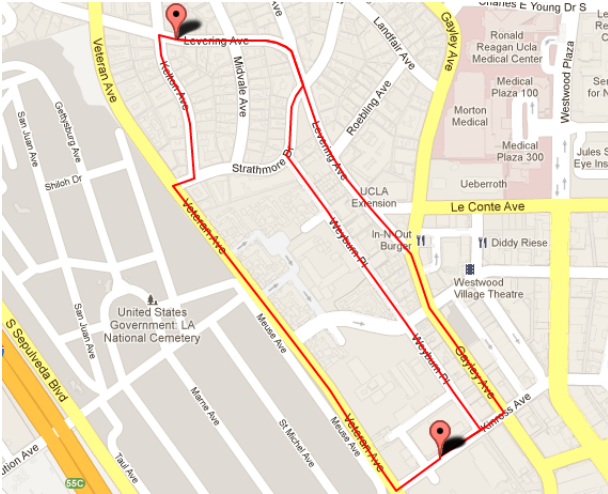 Charles E Young Dr S
Ronald
Reagan Ucla
Medical Center
Gayley Ave
Westwood Plaza
Veteran Ave
Levering Ave
Landfair Ave
Kelton Ave
Midvale Ave
Medical
Plaza 100
Roebling Ave
Gettysburg Ave
San Juan Ave
Morton
Medical
Levering Ave
Medical
Plaza 300
Jules S
Eye Ins
Strathmore Dr
Shiloh Dr
UCLA
Extension
Ueberroth
Le Conte Ave
Veteran Ave
Weyburn Pl
In-N-Out
Burger
Diddy Riese
Westwood
Village Theatre
United States
Government: LA
National Cemetery
San Juan Ave
Meuse Ave
S Sepulveda Blvd
Weyburn Pl
Gayley Ave
Marne Ave
St Michel Ave
Meuse Ave
Kinross Ave
Veteran Ave
ution Ave
Taul Ave
55C